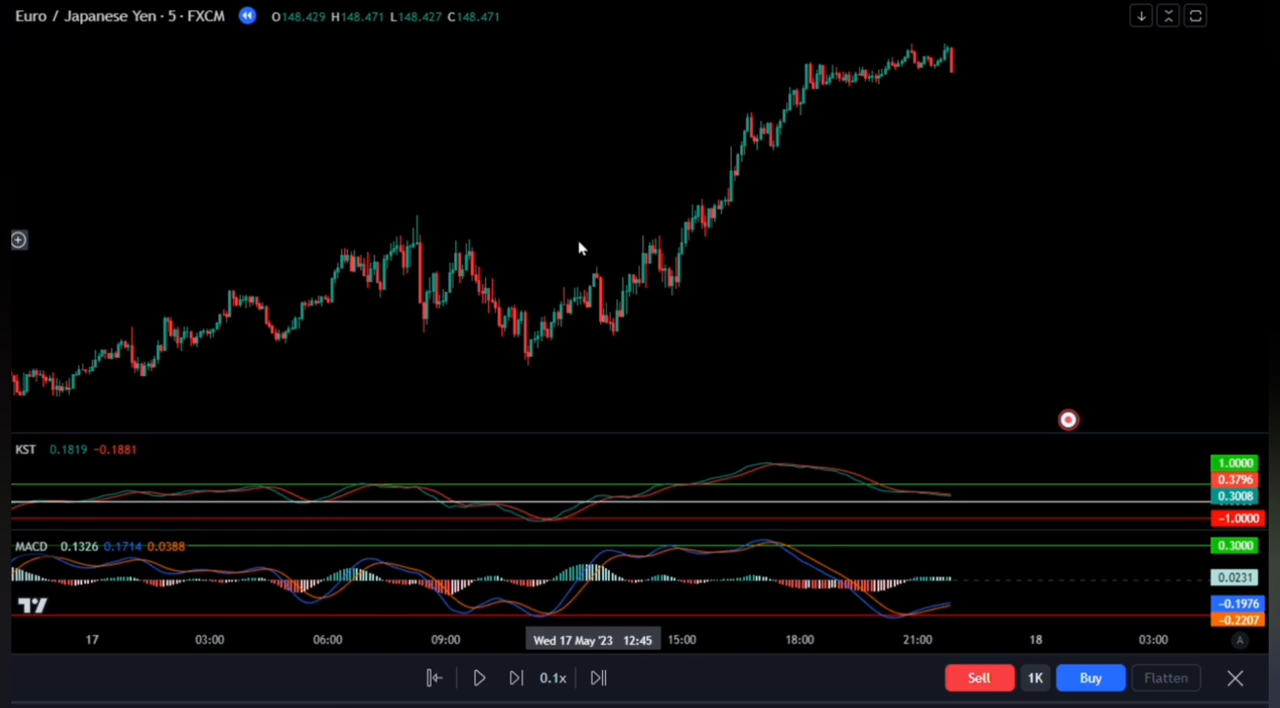 Euro / Japanese Yen · 5 · FXCM O148.429 H148.471 L148.427 C148.471
KST 0.1819 −0.1881
1.0000
0.3796
0.3008
−1.0000
MACD 0.1326 0.1714 0.0388
0.3000
0.0231
−0.1976
−0.2207
17 03:00 06:00 09:00 Wed 17 May '23 12:45 15:00 18:00 21:00 18 03:00 A
0.1x Sell 1K Buy Flatten